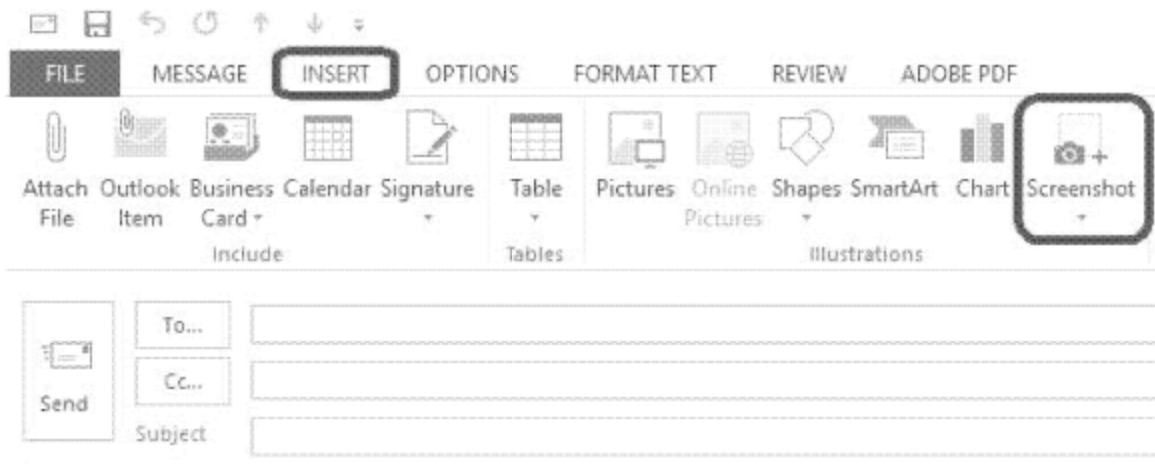 FILE MESSAGE INSERT OPTIONS FORMAT TEXT REVIEW ADOBE PDF
Attach Outlook Business Calendar Signature Table Pictures Online Shapes SmartArt Chart Screenshot
File Item Card Pictures
Include Tables Illustrations
To...
Cc...
Send
Subject